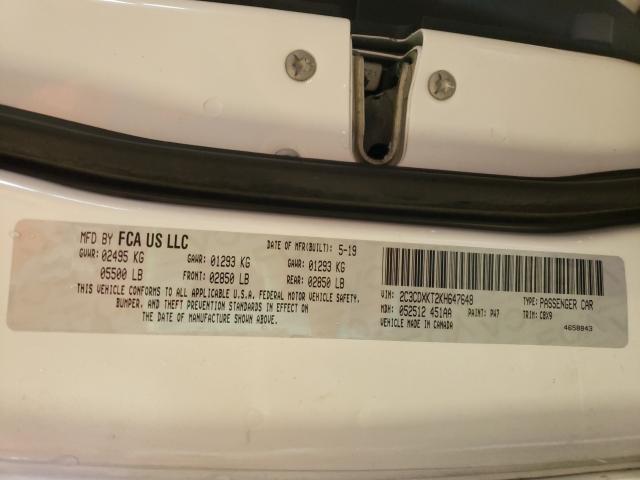 MFD BY FCA US LLC
DATE OF MFR(BUILT): 5-19
GVWR: 02495 KG
GAWR: 01293 KG
GAWR: 01293 KG
05500 LB
FRONT: 02850 LB
REAR: 02850 LB
THIS VEHICLE CONFORMS TO ALL APPLICABLE U.S.A. FEDERAL MOTOR VEHICLE SAFETY,
BUMPER, AND THEFT PREVENTION STANDARDS IN EFFECT ON
THE DATE OF MANUFACTURE SHOWN ABOVE.
VIN: 2C3CDXKT2KH647648
TYPE: PASSENGER CAR
MDH: 052512 451AA
PAINT: PW7
TRIM: CBX9
VEHICLE MADE IN CANADA
4658843